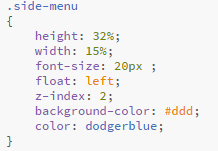 .side-menu
{
    height: 32%;
    width: 15%;
    font-size: 20px ;
    float: left;
    z-index: 2;
    background-color: #ddd;
    color: dodgerblue;
}